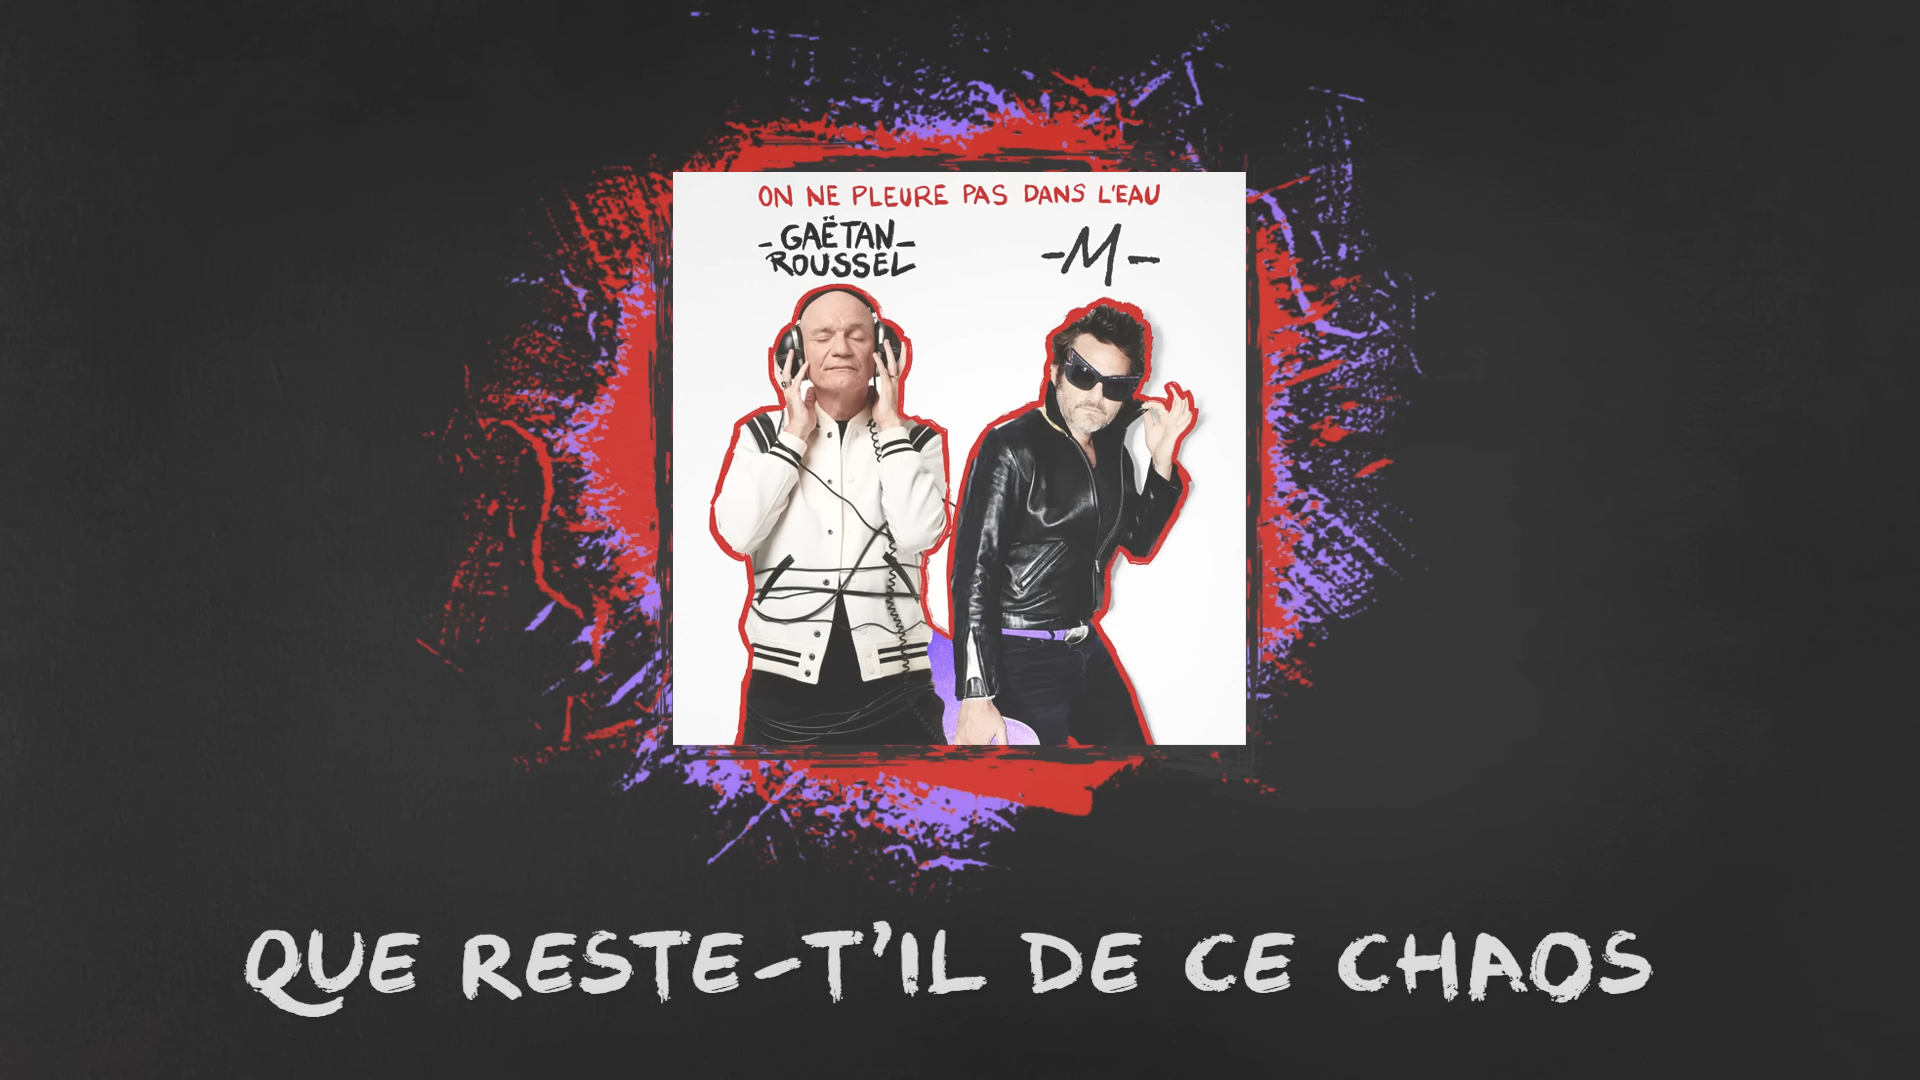 ON NE PLEURE PAS DANS L'EAU
-GAËTAN-
ROUSSEL
-M-
QUE RESTE-T'IL DE CE CHAOS